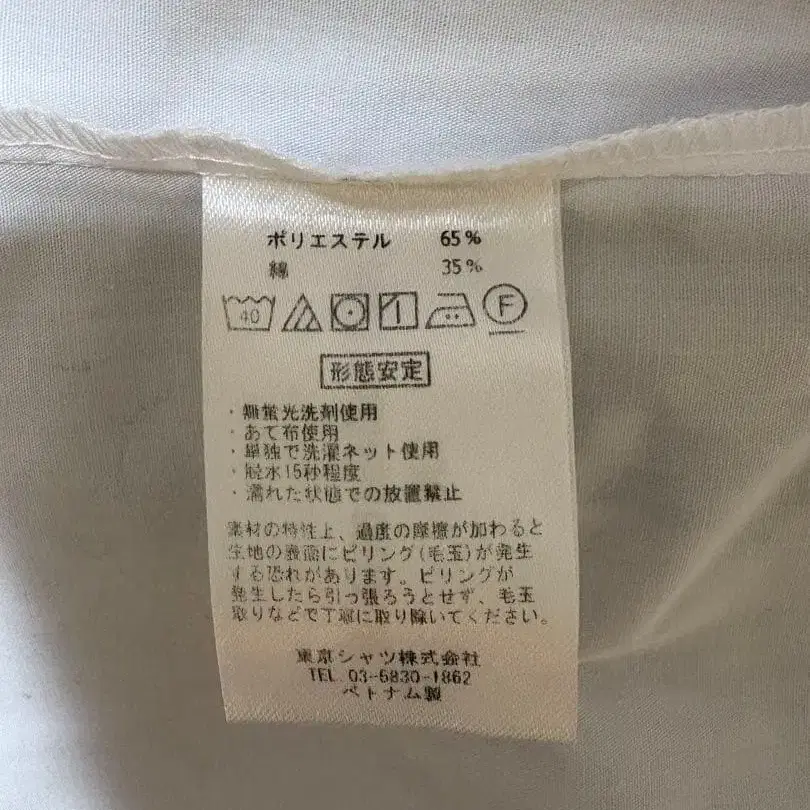 ポリエステル 65%
綿 35%
40 F
形態安定
・無蛍光洗剤使用
・あて布使用
・単独で洗濯ネット使用
・脱水15秒程度
・濡れた状態での放置禁止
素材の特性上、過度の摩擦が加わると
生地の表面にピリング(毛玉)が発生
する恐れがあります。ピリングが
発生したら引っ張ろうとせず、毛玉
取りなどで丁寧に取り除いてください。
東京シャツ株式会社
TEL.03-5830-1862
ベトナム製